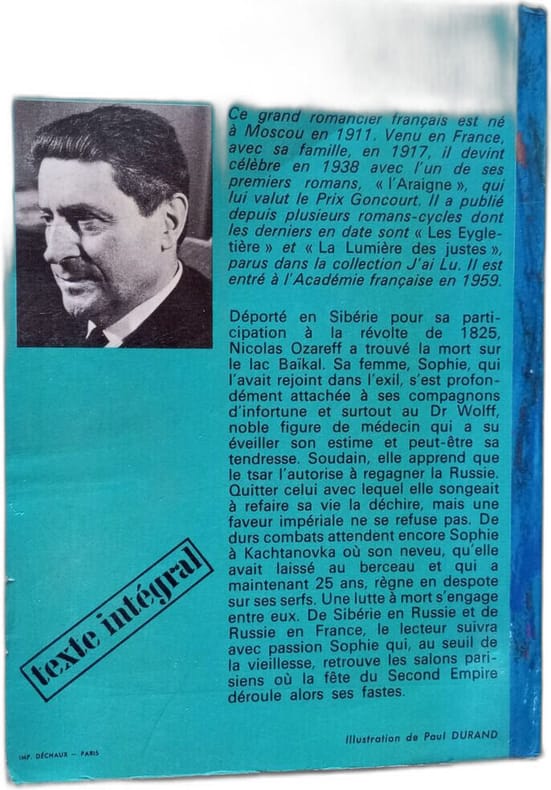 Ce grand romancier français est né
à Moscou en 1911. Venu en France,
avec sa famille, en 1917, il devint
célèbre en 1938 avec l'un de ses
premiers romans, « l'Araigne », qui
lui valut le Prix Goncourt. Il a publié
depuis plusieurs romans-cycles dont
les derniers en date sont « Les Eygle-
tière » et « La Lumière des justes »,
parus dans la collection J'ai Lu. Il est
entré à l'Académie française en 1959.
Déporté en Sibérie pour sa parti-
cipation à la révolte de 1825,
Nicolas Ozareff a trouvé la mort sur
le lac Baïkal. Sa femme, Sophie, qui
l'avait rejoint dans l'exil, s'est profon-
dément attachée à ses compagnons
d'infortune et surtout au Dr Wolff,
noble figure de médecin qui a su
éveiller son estime et peut-être sa
tendresse. Soudain, elle apprend que
le tsar l'autorise à regagner la Russie.
Quitter celui avec lequel elle songeait
à refaire sa vie la déchire, mais une
faveur impériale ne se refuse pas. De
durs combats attendent encore Sophie
à Kachtanovka où son neveu, qu'elle
avait laissé au berceau et qui a
maintenant 25 ans, règne en despote
sur ses serfs. Une lutte à mort s'engage
entre eux. De Sibérie en Russie et de
Russie en France, le lecteur suivra
avec passion Sophie qui, au seuil de
la vieillesse, retrouve les salons pari-
siens où la fête du Second Empire
déroule alors ses fastes.
texte intégral
Illustration de Paul DURAND
IMP. DÉCHAUX – PARIS